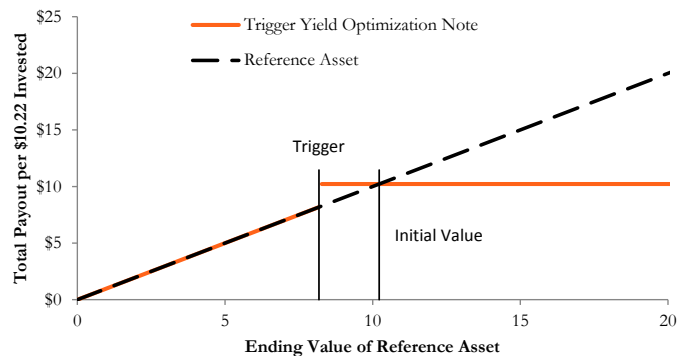 $25
Trigger Yield Optimization Note
Reference Asset
$20
$15
$10
$5
$0
Total Payout per $10.22 Invested
Trigger
Initial Value
0
5
10
15
20
Ending Value of Reference Asset